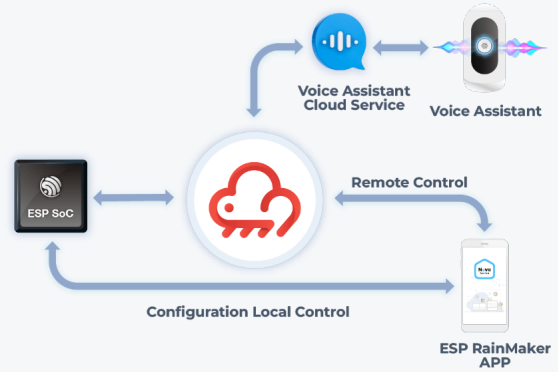 Voice Assistant
Cloud Service
Voice Assistant
ESP SoC
Remote Control
Configuration Local Control
ESP RainMaker
APP